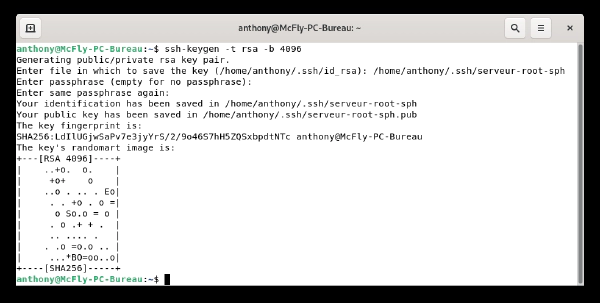 anthony@McFly-PC-Bureau: ~
anthony@McFly-PC-Bureau:~$ ssh-keygen -t rsa -b 4096
Generating public/private rsa key pair.
Enter file in which to save the key (/home/anthony/.ssh/id_rsa): /home/anthony/.ssh/serveur-root-sph
Enter passphrase (empty for no passphrase):
Enter same passphrase again:
Your identification has been saved in /home/anthony/.ssh/serveur-root-sph
Your public key has been saved in /home/anthony/.ssh/serveur-root-sph.pub
The key fingerprint is:
SHA256:LdIlUGjwSaPv7e3jyYrS/2/9o46S7hH5ZQSxbpdtNTc anthony@McFly-PC-Bureau
The key's randomart image is:
+---[RSA 4096]----+
|    ..+o.  o.    |
|     +o+    o    |
|    ..o . .. . Eo|
|     . . +o . o =|
|      o So.o = o |
|     . o .+ + .  |
|     .. .... .   |
|    . .o =o.o .. |
|     ...*BO=oo..o|
+----[SHA256]-----+
anthony@McFly-PC-Bureau:~$